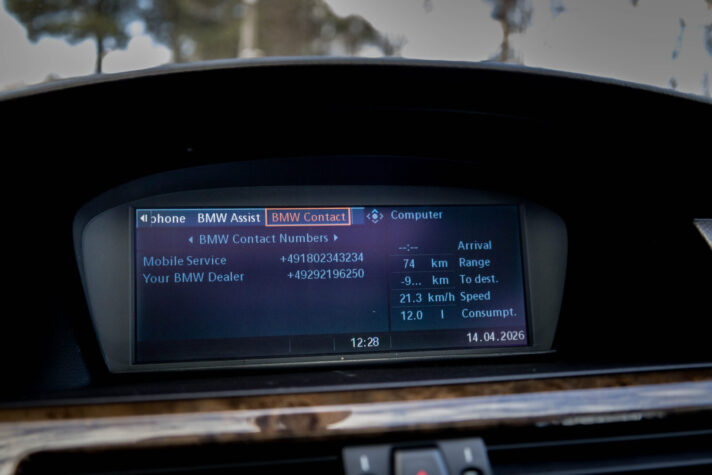 phone BMW Assist BMW Contact Computer
BMW Contact Numbers
Mobile Service +491802343234
Your BMW Dealer +49292196250
--:-- Arrival
74 km Range
-9... km To dest.
21.3 km/h Speed
12.0 l Consumpt.
12:28
14.04.2026